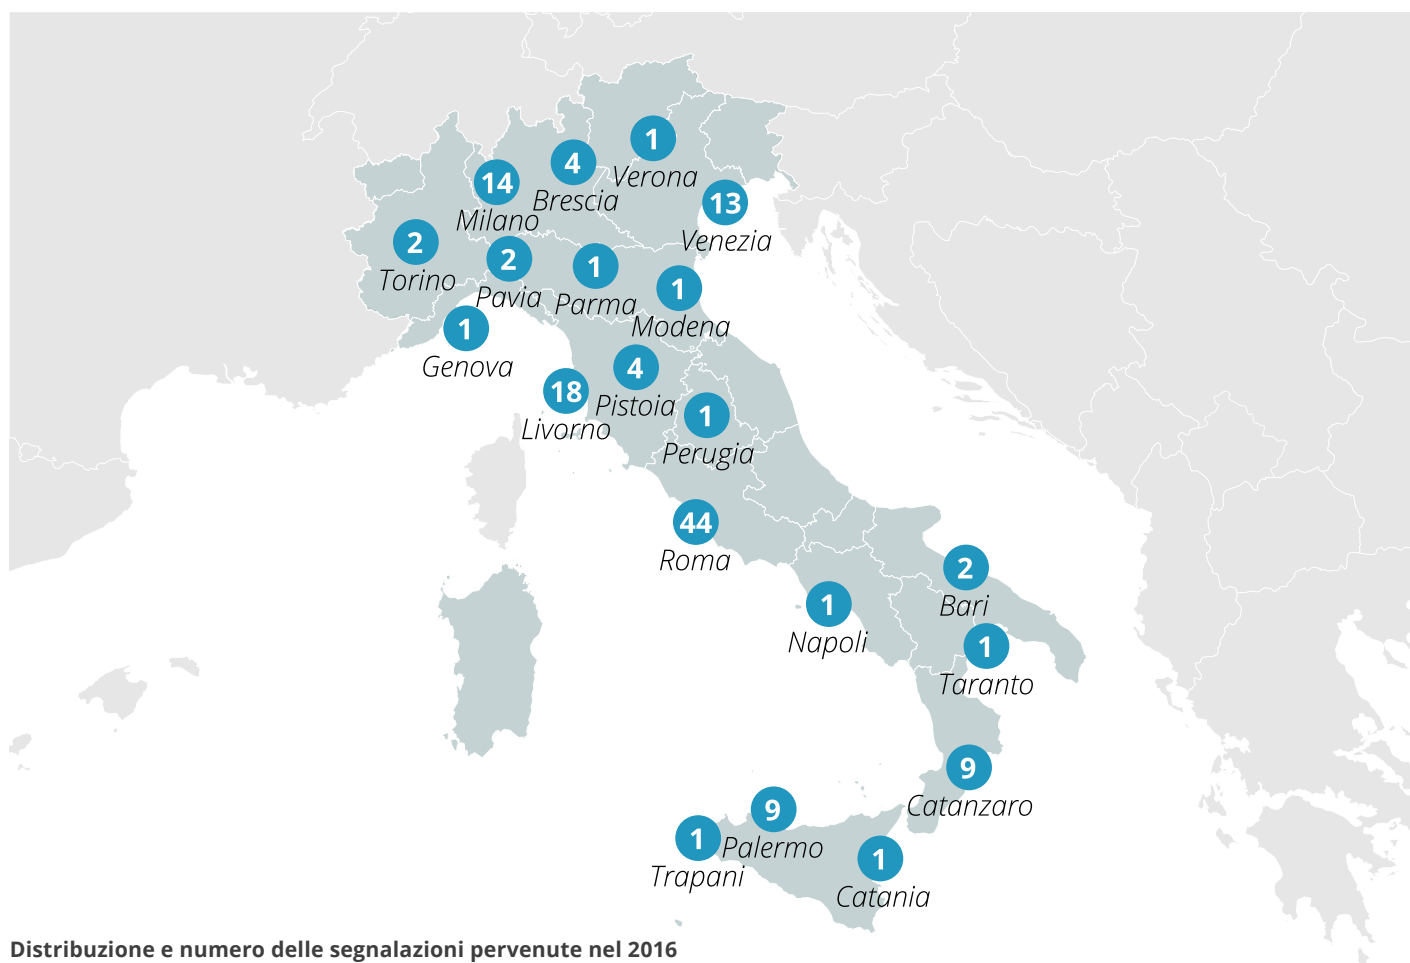 1
Verona
4
Brescia
14
Milano
13
Venezia
2
Torino
2
Pavia
1
Parma
1
Modena
1
Genova
4
Pistoia
18
Livorno
1
Perugia
44
Roma
2
Bari
1
Napoli
1
Taranto
9
Catanzaro
9
Palermo
1
Trapani
1
Catania
Distribuzione e numero delle segnalazioni pervenute nel 2016